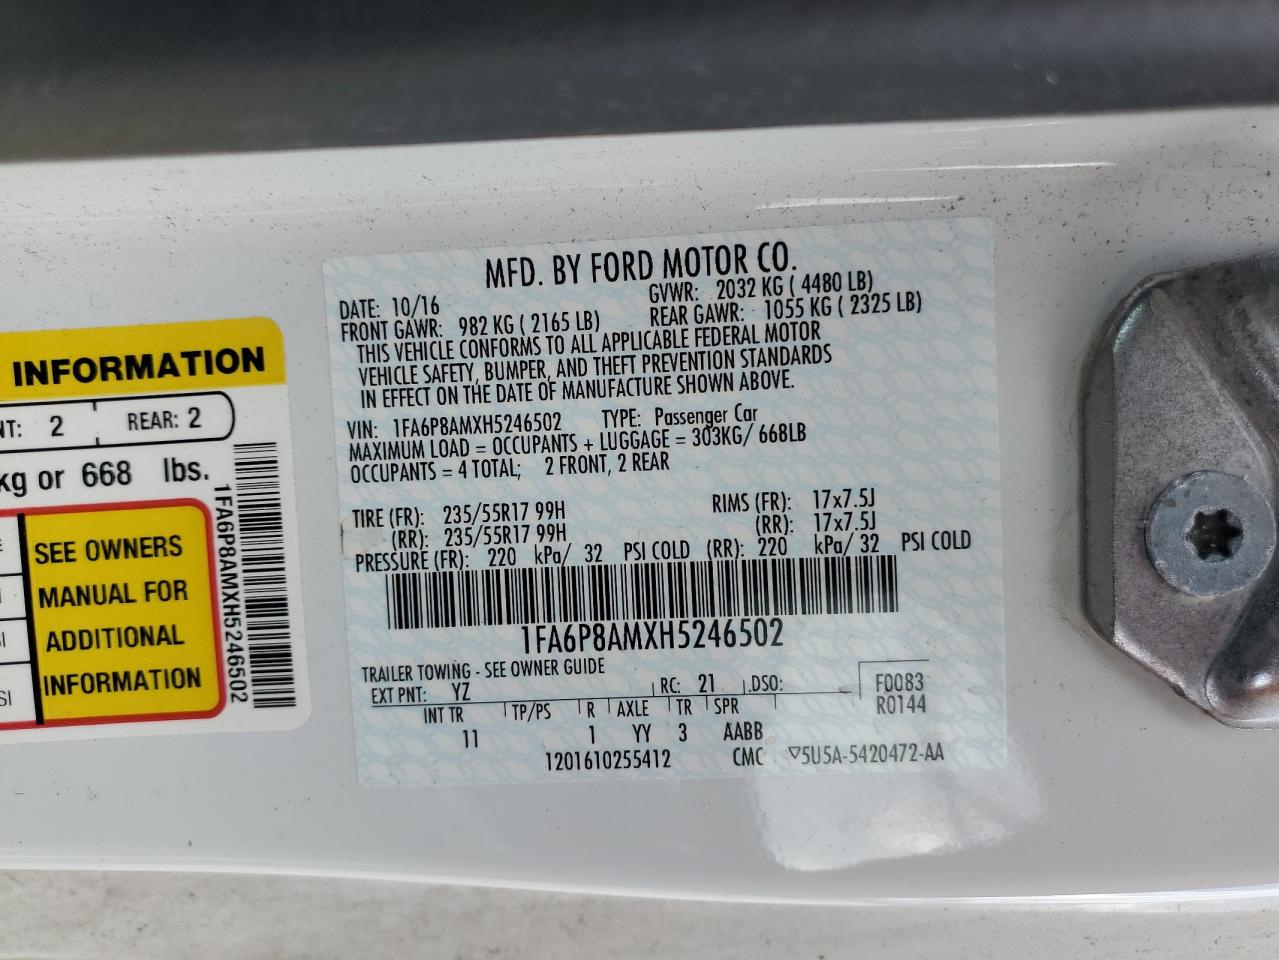 INFORMATION
NT: 2 REAR: 2
kg or 668 lbs.
SEE OWNERS
MANUAL FOR
ADDITIONAL
INFORMATION
1FA6P8AMXH5246502
MFD. BY FORD MOTOR CO.
DATE: 10/16 GVWR: 2032 KG ( 4480 LB)
FRONT GAWR: 982 KG ( 2165 LB) REAR GAWR: 1055 KG ( 2325 LB)
THIS VEHICLE CONFORMS TO ALL APPLICABLE FEDERAL MOTOR
VEHICLE SAFETY, BUMPER, AND THEFT PREVENTION STANDARDS
IN EFFECT ON THE DATE OF MANUFACTURE SHOWN ABOVE.
VIN: 1FA6P8AMXH5246502 TYPE: Passenger Car
MAXIMUM LOAD = OCCUPANTS + LUGGAGE = 303KG/ 668LB
OCCUPANTS = 4 TOTAL; 2 FRONT, 2 REAR
TIRE (FR): 235/55R17 99H RIMS (FR): 17x7.5J
(RR): 235/55R17 99H (RR): 17x7.5J
PRESSURE (FR): 220 kPa/ 32 PSI COLD (RR): 220 kPa/ 32 PSI COLD
1FA6P8AMXH5246502
TRAILER TOWING - SEE OWNER GUIDE
EXT PNT: YZ RC: 21 DSO: F0083
R0144
INT TR TP/PS R AXLE TR SPR
11 1 YY 3 AABB
1201610255412 CMC ▽5U5A-5420472-AA